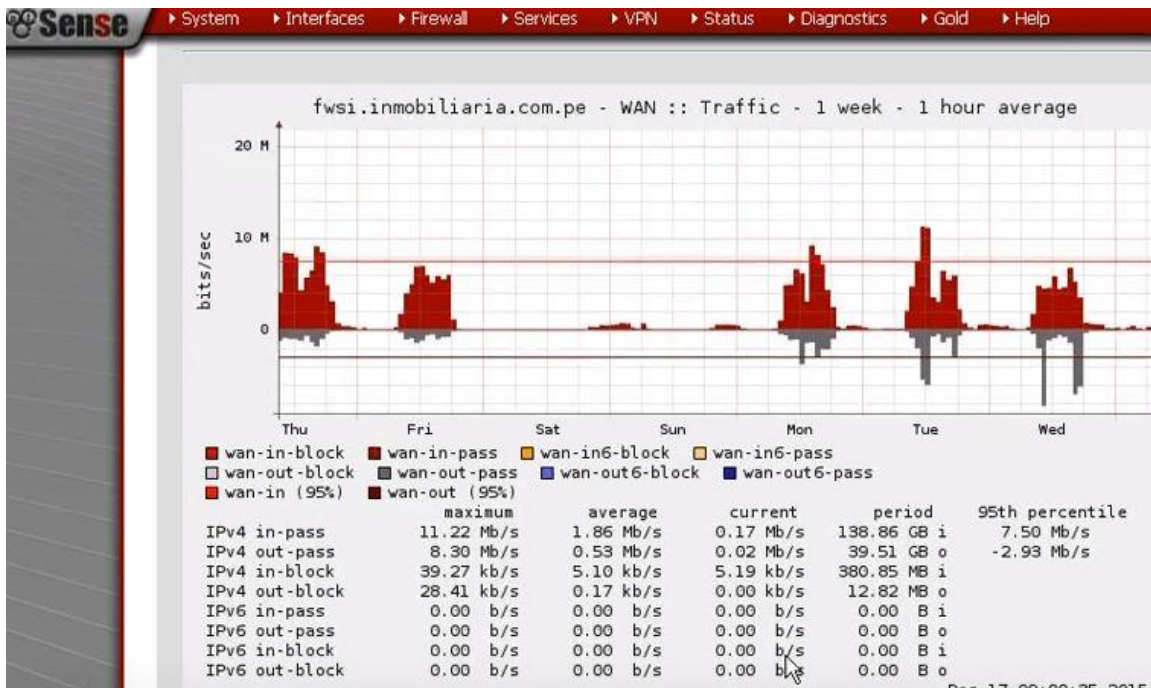 Sense
System Interfaces Firewall Services VPN Status Diagnostics Gold Help
fwsi.inmobiliaria.com.pe - WAN :: Traffic - 1 week - 1 hour average
20 M
10 M
0
bits/sec
Thu Fri Sat Sun Mon Tue Wed
wan-in-block wan-in-pass wan-in6-block wan-in6-pass
wan-out-block wan-out-pass wan-out6-block wan-out6-pass
wan-in (95%) wan-out (95%)
maximum average current period 95th percentile
IPv4 in-pass 11.22 Mb/s 1.86 Mb/s 0.17 Mb/s 138.86 GB i 7.50 Mb/s
IPv4 out-pass 8.30 Mb/s 0.53 Mb/s 0.02 Mb/s 39.51 GB o -2.93 Mb/s
IPv4 in-block 39.27 kb/s 5.10 kb/s 5.19 kb/s 380.85 MB i
IPv4 out-block 28.41 kb/s 0.17 kb/s 0.00 kb/s 12.82 MB o
IPv6 in-pass 0.00 b/s 0.00 b/s 0.00 b/s 0.00 B i
IPv6 out-pass 0.00 b/s 0.00 b/s 0.00 b/s 0.00 B o
IPv6 in-block 0.00 b/s 0.00 b/s 0.00 b/s 0.00 B i
IPv6 out-block 0.00 b/s 0.00 b/s 0.00 b/s 0.00 B o